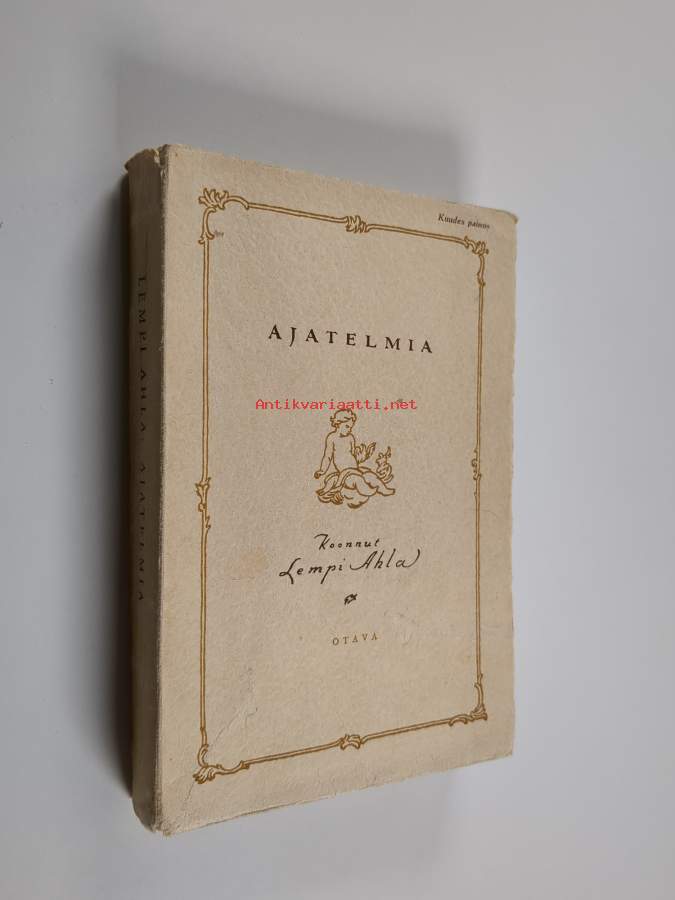 Kuudes painos
AJATELMIA
Antikvariaatti.net
Koonnut
Lempi Ahla
OTAVA
LEMPI AHLA: AJATELMIA